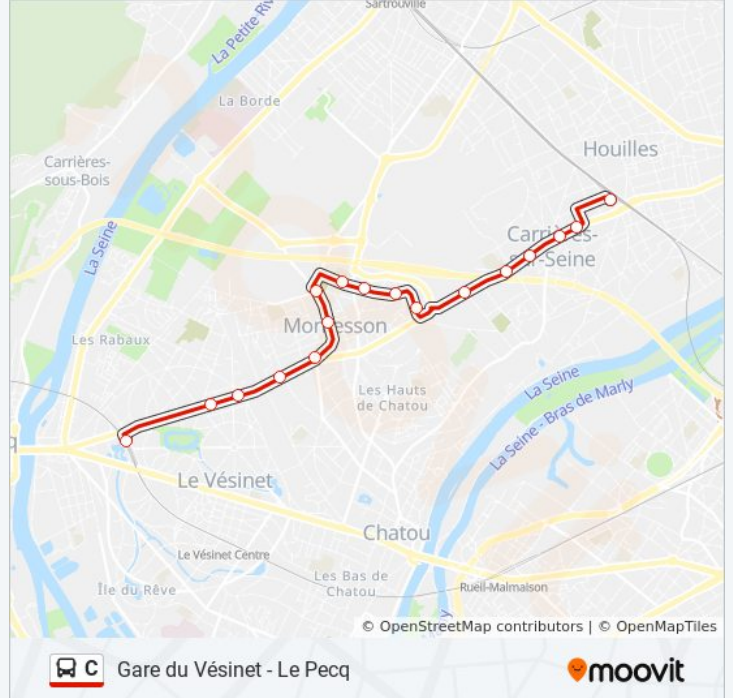 Sartrouville
La Petite Riv
La Borde
Houilles
Carrières-
sous-Bois
La Seine
Carrières-
sur-Seine
Montesson
Les Rabaux
La Seine
Les Hauts
de Chatou
La Seine - Bras de Marly
q
Le Vésinet
Chatou
Le Vésinet Centre
Les Bas de
Chatou
Rueil-Malmaison
Île du Rêve
© OpenStreetMap contributors | © OpenMapTiles
C Gare du Vésinet - Le Pecq
moovit